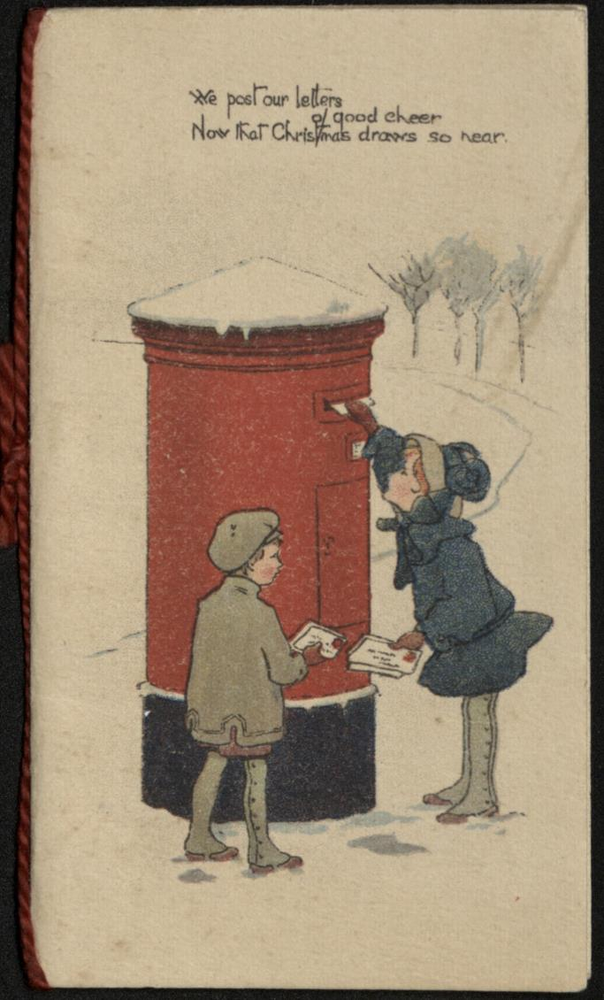 We post our letters
of good cheer
Now that Christmas draws so near.